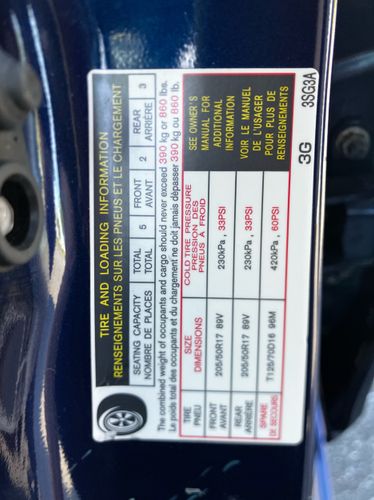 TIRE AND LOADING INFORMATION
RENSEIGNEMENTS SUR LES PNEUS ET LE CHARGEMENT
SEATING CAPACITY TOTAL 5 FRONT 2 REAR 3
NOMBRE DE PLACES TOTAL AVANT ARRIÈRE
The combined weight of occupants and cargo should never exceed 390 kg or 860 lbs.
Le poids total des occupants et du chargement ne doit jamais dépasser 390 kg ou 860 lb.
TIRE SIZE COLD TIRE PRESSURE
PNEU DIMENSIONS PRESSION DES PNEUS À FROID
FRONT AVANT 205/50R17 89V 230kPa, 33PSI
REAR ARRIÈRE 205/50R17 89V 230kPa, 33PSI
SPARE DE SECOURS T125/70D16 96M 420kPa, 60PSI
SEE OWNER'S
MANUAL FOR
ADDITIONAL
INFORMATION
VOIR LE MANUEL
DE L'USAGER
POUR PLUS DE
RENSEIGNEMENTS
3G 3SG3A